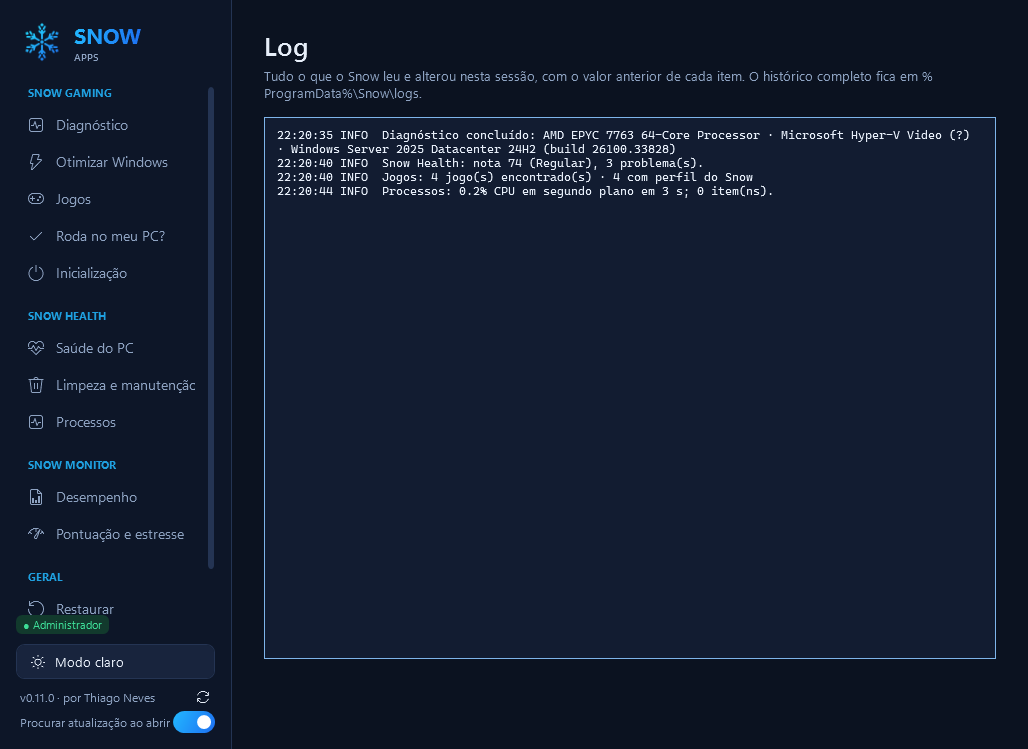 SNOW
APPS
SNOW GAMING
Diagnóstico
Otimizar Windows
Jogos
Roda no meu PC?
Inicialização
SNOW HEALTH
Saúde do PC
Limpeza e manutençã
Processos
SNOW MONITOR
Desempenho
Pontuação e estresse
GERAL
Restaurar
Administrador
Modo claro
v0.11.0 · por Thiago Neves
Procurar atualização ao abrir
Log
Tudo o que o Snow leu e alterou nesta sessão, com o valor anterior de cada item. O histórico completo fica em %
ProgramData%\Snow\logs.
22:20:35 INFO  Diagnóstico concluído: AMD EPYC 7763 64-Core Processor · Microsoft Hyper-V Video (?)
· Windows Server 2025 Datacenter 24H2 (build 26100.33828)
22:20:40 INFO  Snow Health: nota 74 (Regular), 3 problema(s).
22:20:40 INFO  Jogos: 4 jogo(s) encontrado(s) · 4 com perfil do Snow
22:20:44 INFO  Processos: 0.2% CPU em segundo plano em 3 s; 0 item(ns).